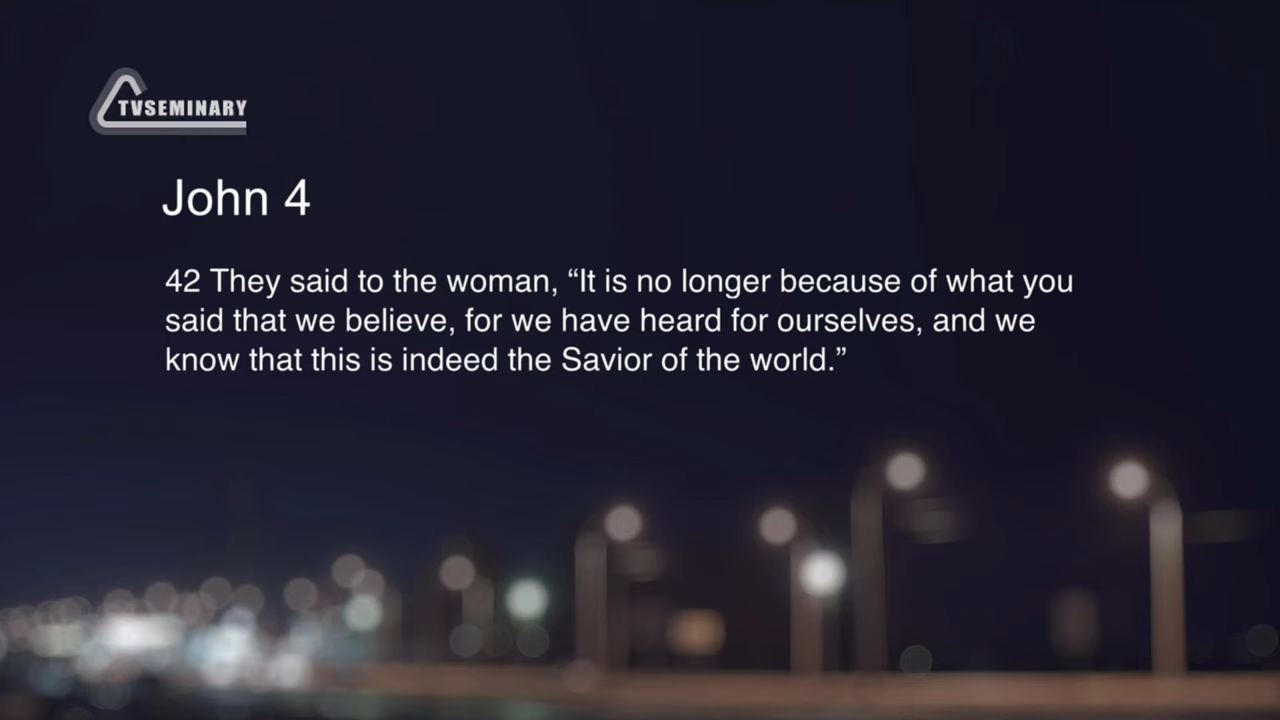 TVSEMINARY
John 4
42 They said to the woman, “It is no longer because of what you
said that we believe, for we have heard for ourselves, and we
know that this is indeed the Savior of the world.”